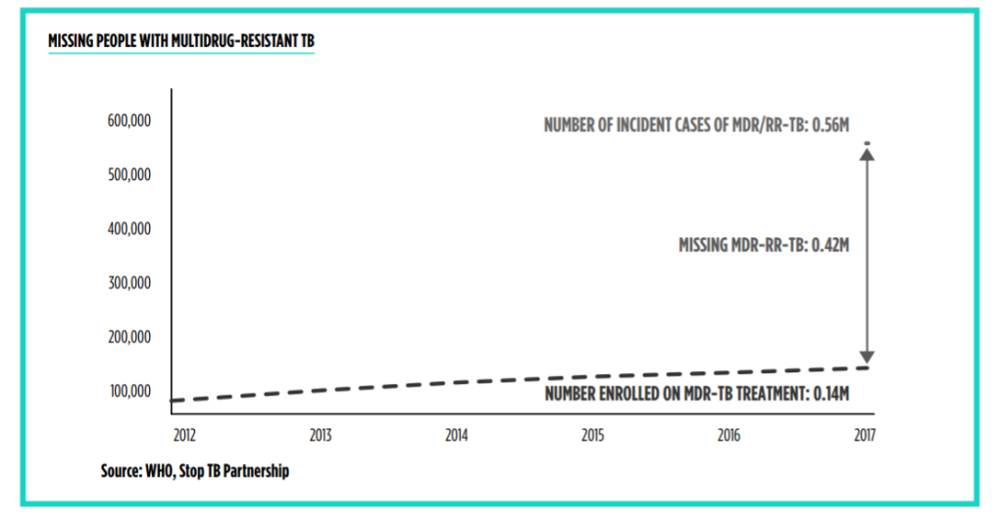 MISSING PEOPLE WITH MULTIDRUG-RESISTANT TB
600,000
NUMBER OF INCIDENT CASES OF MDR/RR-TB: 0.56M
500,000
400,000
MISSING MDR-RR-TB: 0.42M
300,000
200,000
100,000
NUMBER ENROLLED ON MDR-TB TREATMENT: 0.14M
2012 2013 2014 2015 2016 2017
Source: WHO, Stop TB Partnership